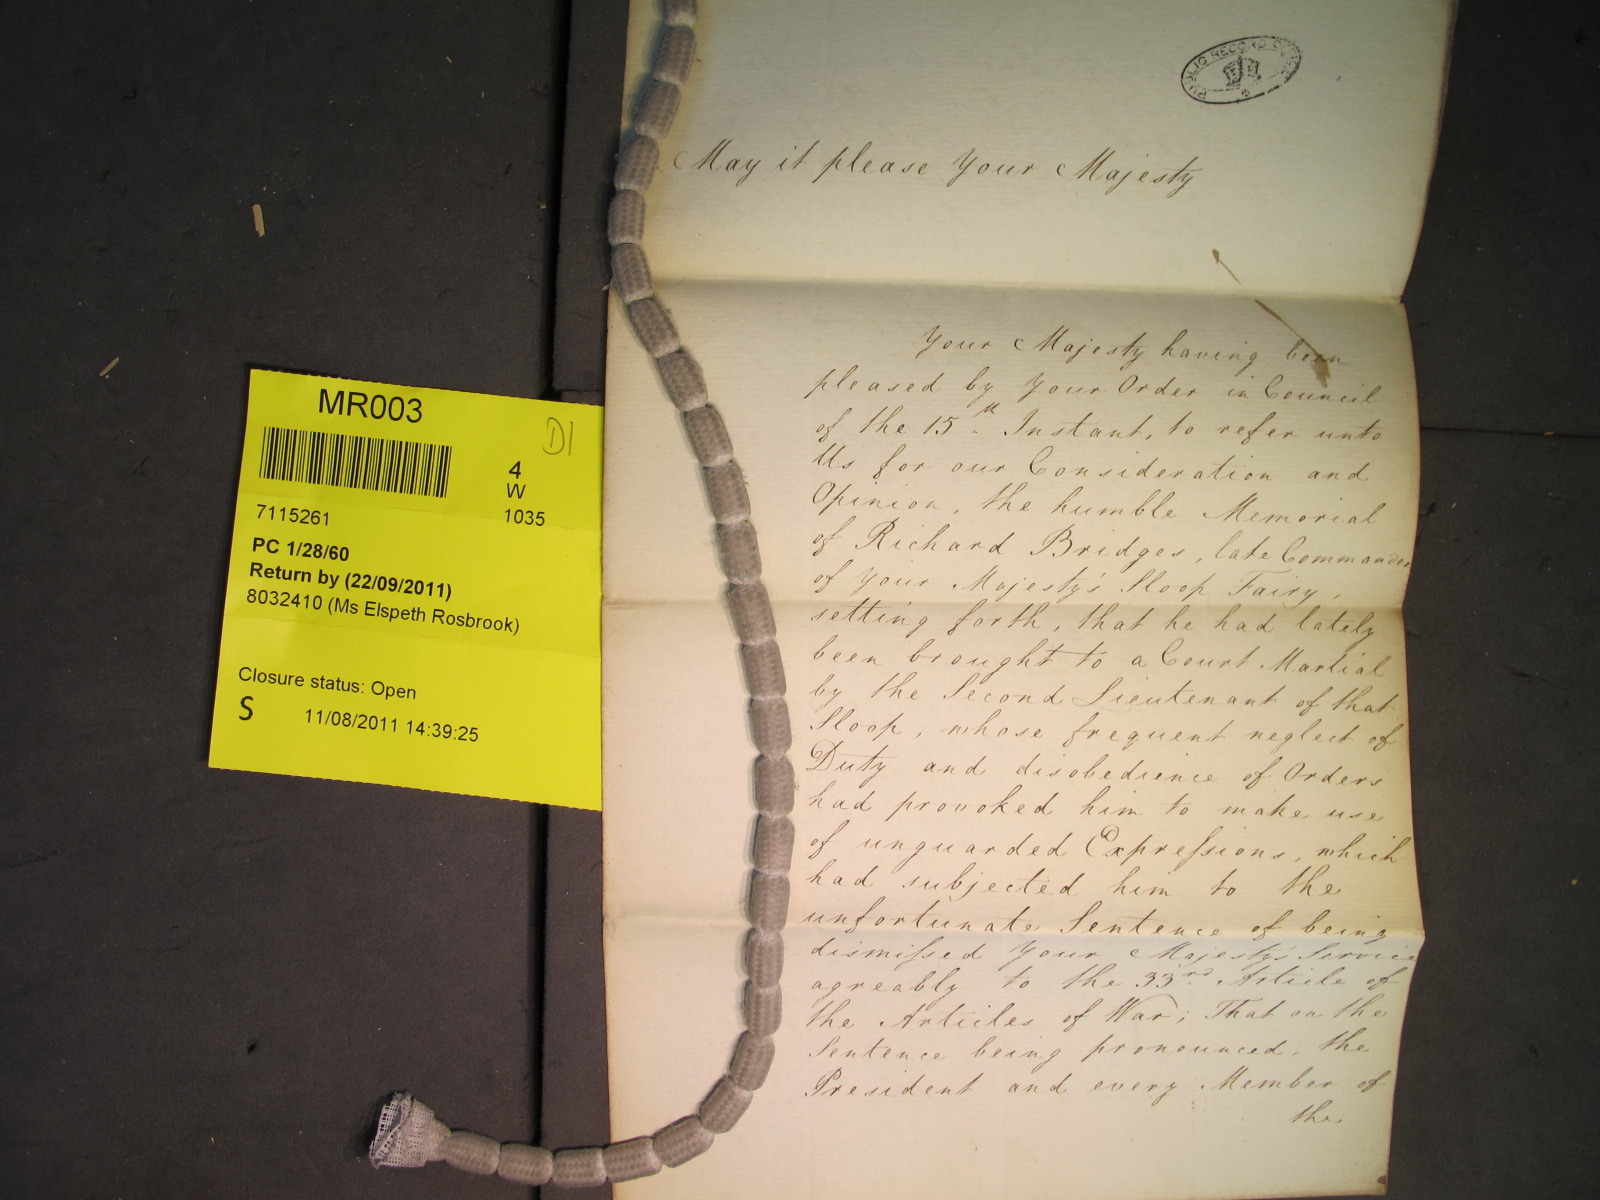 PUBLIC RECORD OFFICE
May it please Your Majesty
Your Majesty having been
pleased by Your Order in Council
of the 15th. Instant, to refer unto
Us for our Consideration and
Opinion, the humble Memorial
of Richard Bridges, late Commander
of Your Majesty's Sloop Fairy,
setting forth, that he had lately
been brought to a Court Martial
by the Second Lieutenant of that
Sloop, whose frequent neglect of
Duty and disobedience of Orders
had provoked him to make use
of unguarded Expreſsions, which
had subjected him to the
unfortunate Sentence of being
dismiſsed Your Majesty's Service
agreably to the 33rd. Article of
the Articles of War; That on the
Sentence being pronounced, the
President and every Member of
the
MR003
D1
4
W
1035
7115261
PC 1/28/60
Return by (22/09/2011)
8032410 (Ms Elspeth Rosbrook)
Closure status: Open
S 11/08/2011 14:39:25